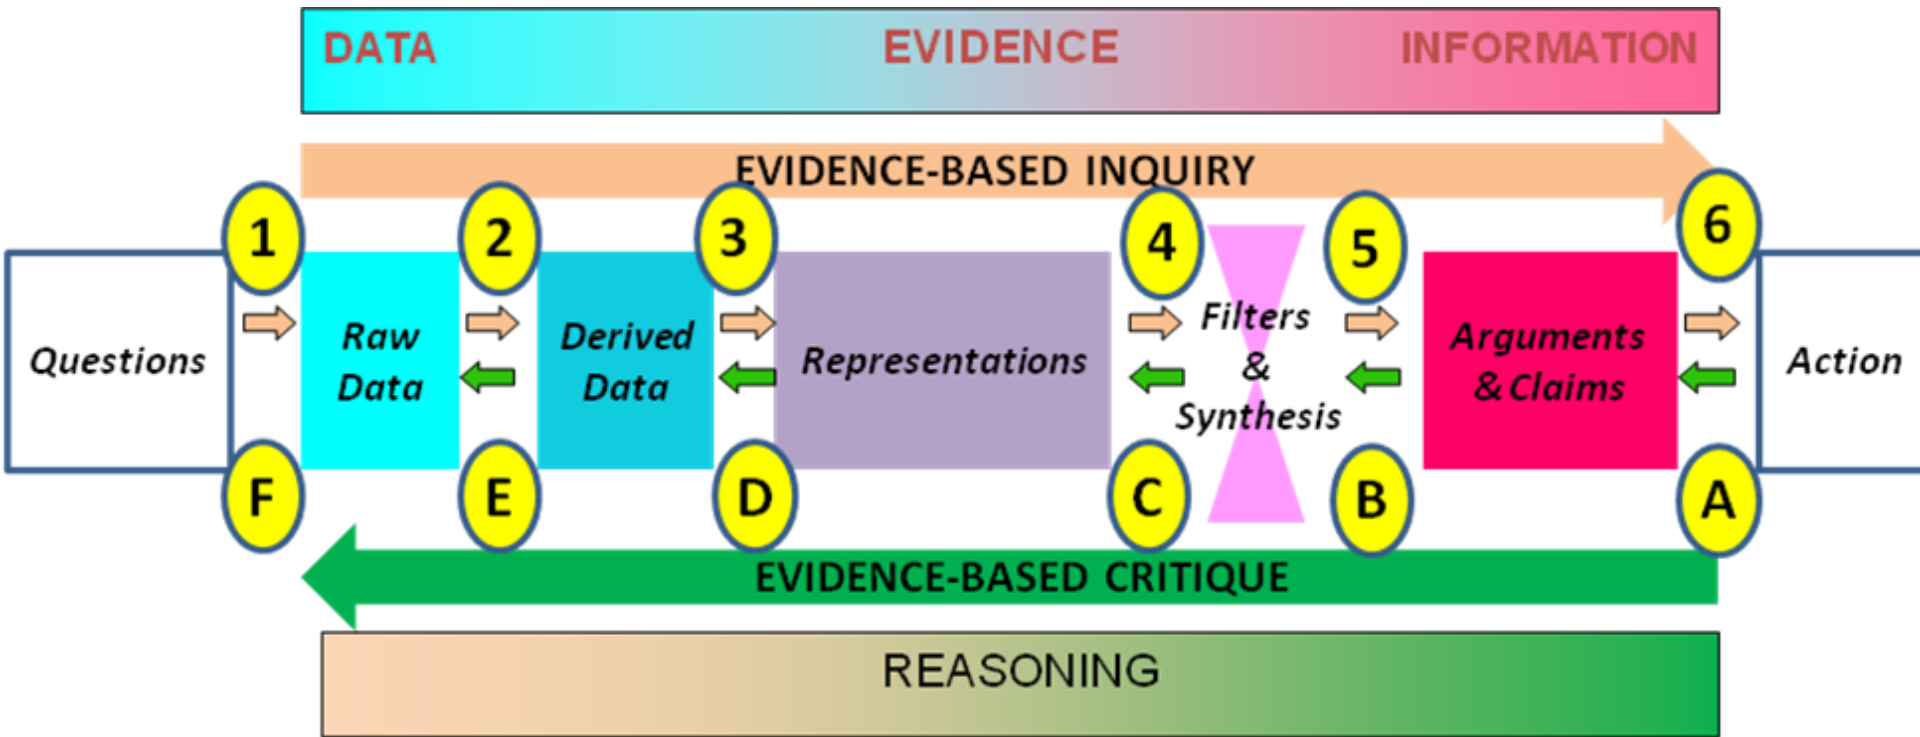 DATA EVIDENCE INFORMATION
EVIDENCE-BASED INQUIRY
1 2 3 4 5 6
Questions
Raw
Data
Derived
Data
Representations
Filters
&
Synthesis
Arguments
& Claims
Action
F E D C B A
EVIDENCE-BASED CRITIQUE
REASONING